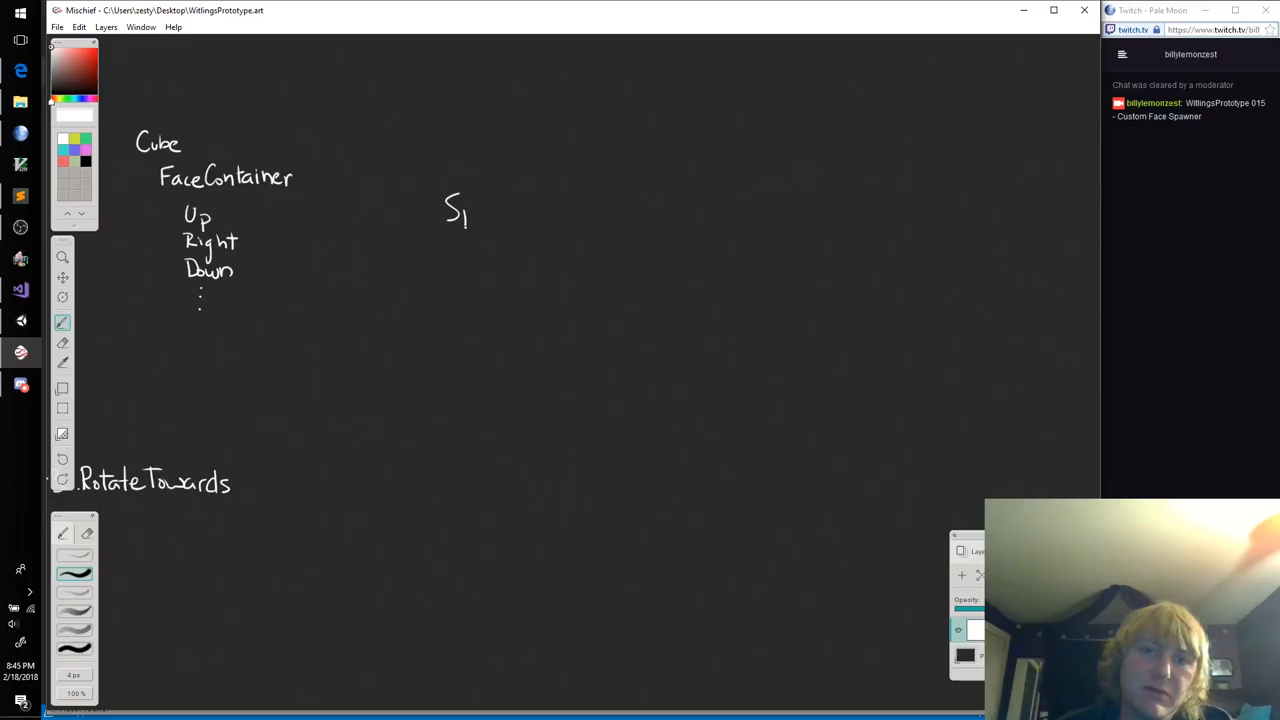 Mischief - C:\Users\zesty\Desktop\WitlingsPrototype.art
File Edit Layers Window Help
Twitch - Pale Moon
twitch.tv https://www.twitch.tv/bill
billylemonzest
Chat was cleared by a moderator
billylemonzest: WitlingsPrototype 015
- Custom Face Spawner
Cube
FaceContainer
Up
Right
Down
.RotateTowards
Laye
Opacity:
4 px
100 %
8:45 PM
2/18/2018
2